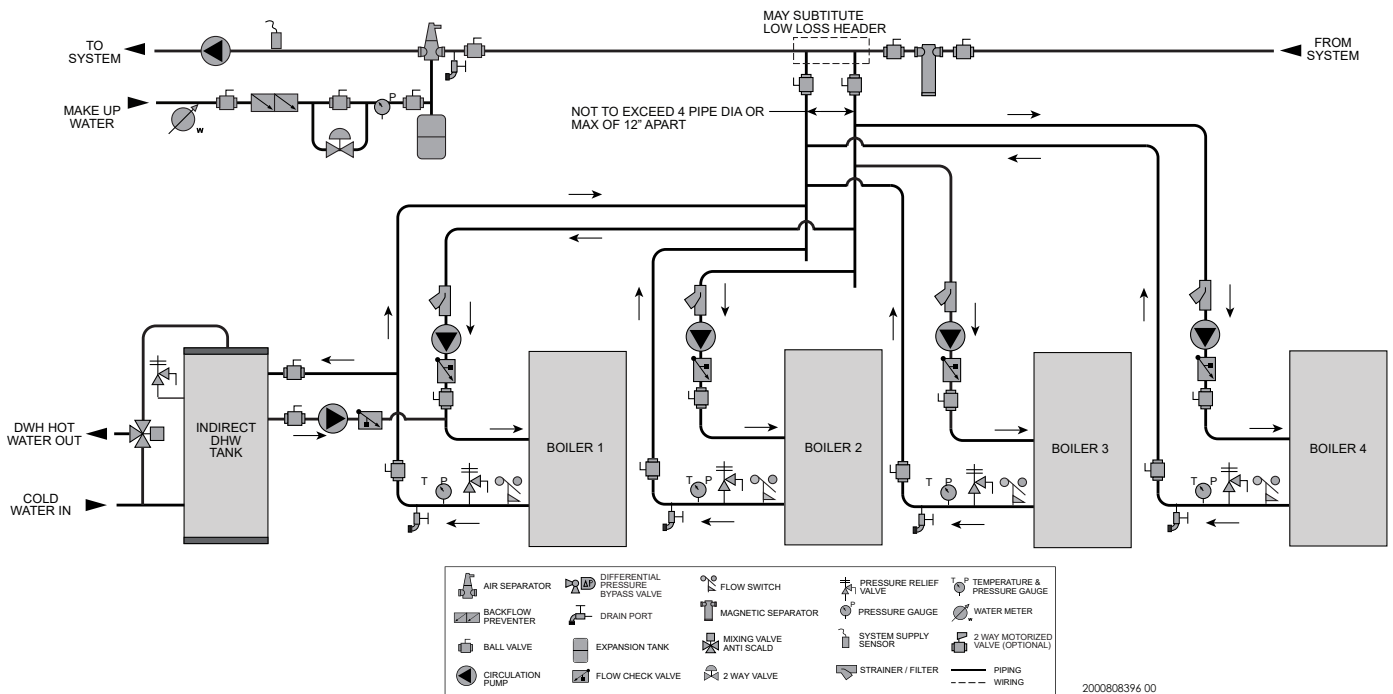 MAY SUBTITUTE
LOW LOSS HEADER
TO
SYSTEM
FROM
SYSTEM
MAKE UP
WATER
W
P
NOT TO EXCEED 4 PIPE DIA OR
MAX OF 12" APART
INDIRECT
DHW
TANK
DWH HOT
WATER OUT
COLD
WATER IN
BOILER 1
BOILER 2
BOILER 3
BOILER 4
T P
T P
T P
T P
AIR SEPARATOR
BACKFLOW
PREVENTER
BALL VALVE
CIRCULATION
PUMP
DIFFERENTIAL
PRESSURE
BYPASS VALVE
ΔP
DRAIN PORT
EXPANSION TANK
FLOW CHECK VALVE
FLOW SWITCH
MAGNETIC SEPARATOR
MIXING VALVE
ANTI SCALD
2 WAY VALVE
PRESSURE RELIEF
VALVE
P
PRESSURE GAUGE
SYSTEM SUPPLY
SENSOR
STRAINER / FILTER
T P
TEMPERATURE &
PRESSURE GAUGE
W
WATER METER
2 WAY MOTORIZED
VALVE (OPTIONAL)
PIPING
WIRING
2000808396 00